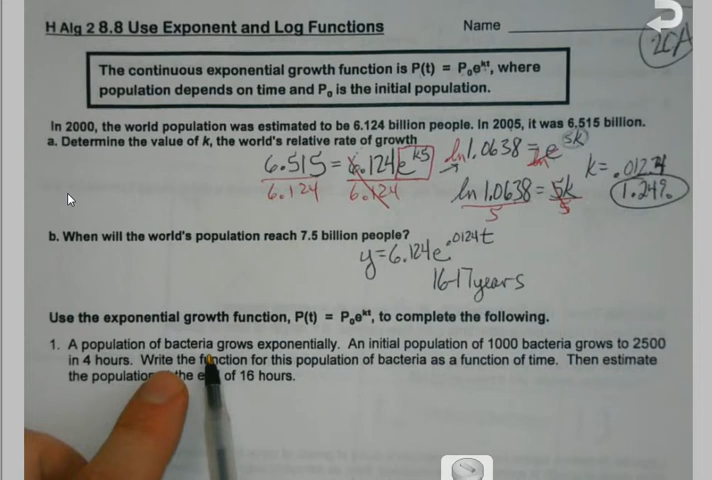 H Alg 2 8.8 Use Exponent and Log Functions Name
20A
The continuous exponential growth function is P(t) = P₀eᵏᵗ, where
population depends on time and P₀ is the initial population.
In 2000, the world population was estimated to be 6.124 billion people. In 2005, it was 6.515 billion.
a. Determine the value of k, the world's relative rate of growth
6.515 = 6.124e^k5
6.124 6.124
ln 1.0638 = ln e^5k
ln 1.0638 = 5k
5 5
k = .0124
1.24%
b. When will the world's population reach 7.5 billion people?
y = 6.124e^.0124t
16-17 years
Use the exponential growth function, P(t) = P₀eᵏᵗ, to complete the following.
1. A population of bacteria grows exponentially. An initial population of 1000 bacteria grows to 2500
in 4 hours. Write the function for this population of bacteria as a function of time. Then estimate
the population the of 16 hours.